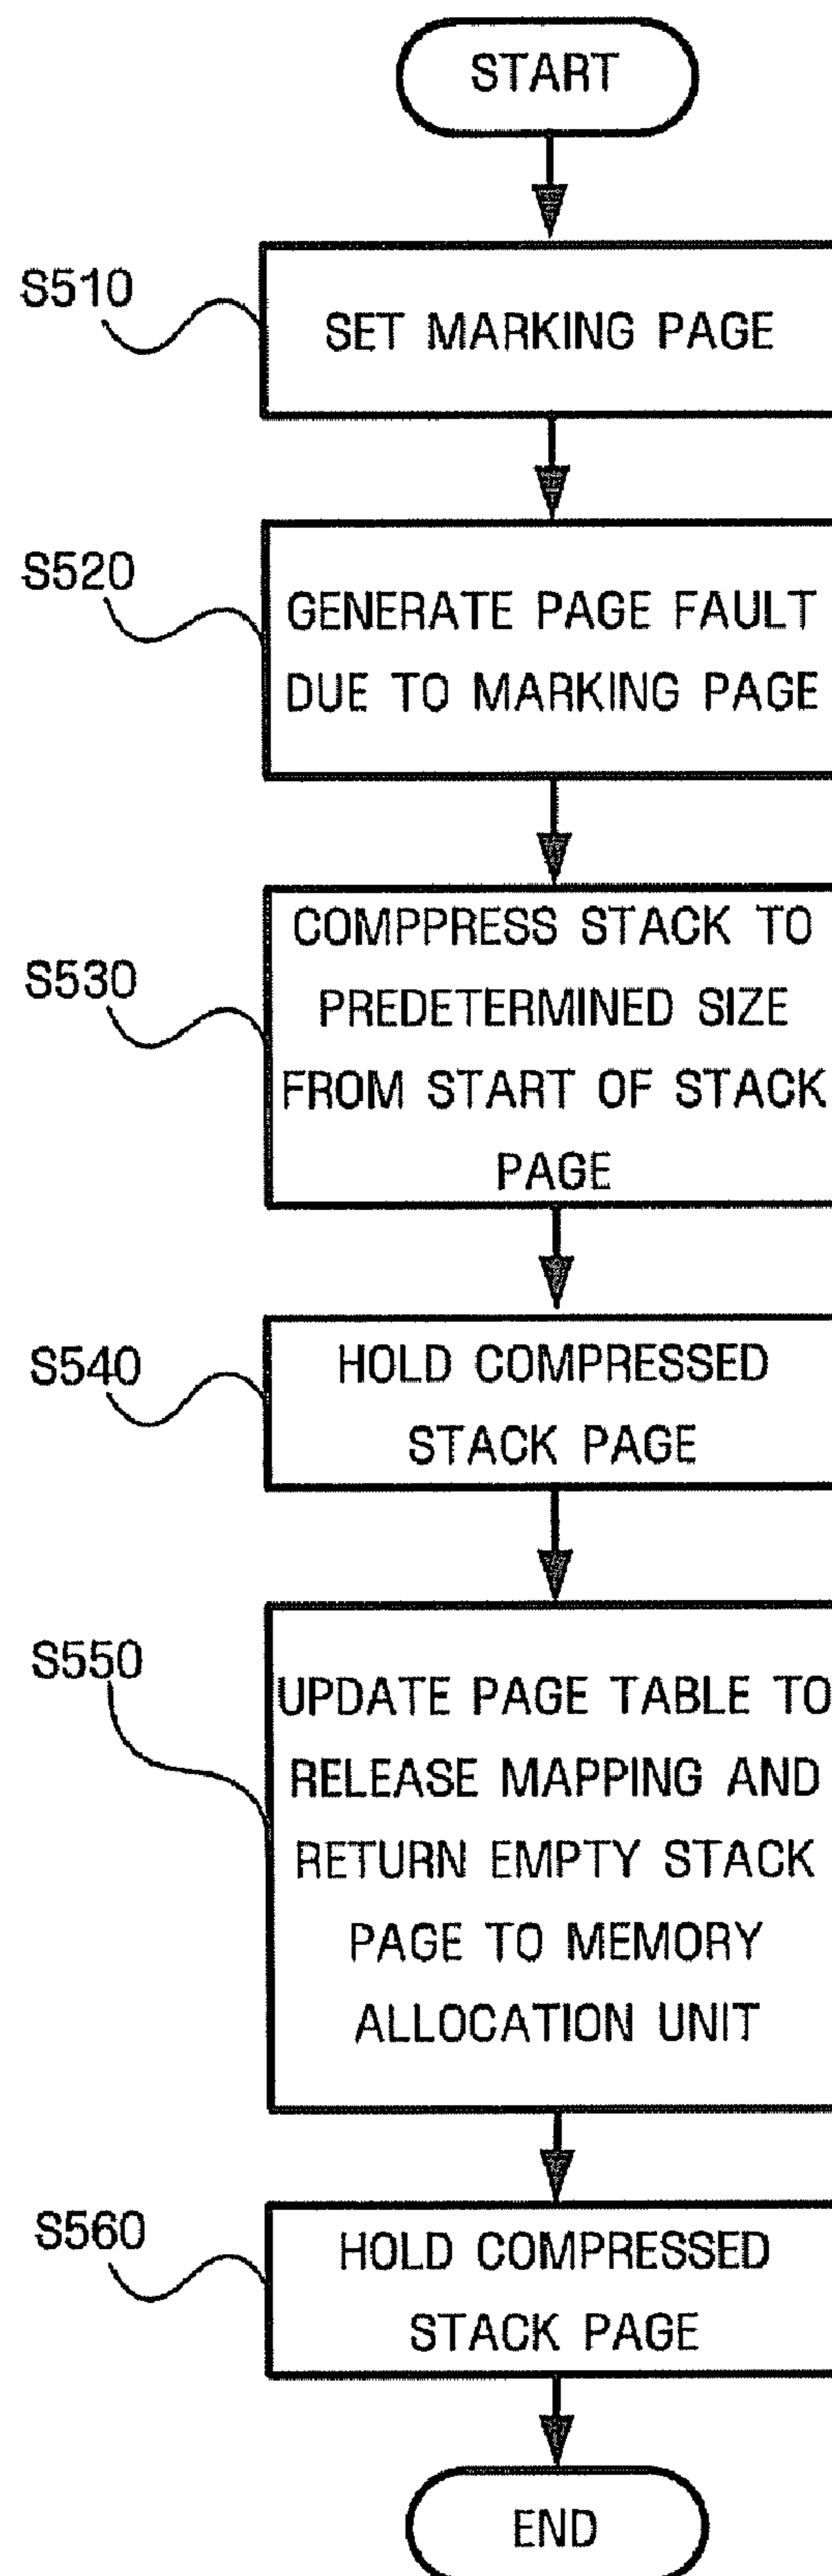 START
S510
SET MARKING PAGE
S520
GENERATE PAGE FAULT
DUE TO MARKING PAGE
S530
COMPPRESS STACK TO
PREDETERMINED SIZE
FROM START OF STACK
PAGE
S540
HOLD COMPRESSED
STACK PAGE
S550
UPDATE PAGE TABLE TO
RELEASE MAPPING AND
RETURN EMPTY STACK
PAGE TO MEMORY
ALLOCATION UNIT
S560
HOLD COMPRESSED
STACK PAGE
END